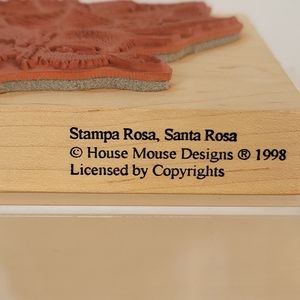 Stampa Rosa, Santa Rosa
© House Mouse Designs ® 1998
Licensed by Copyrights